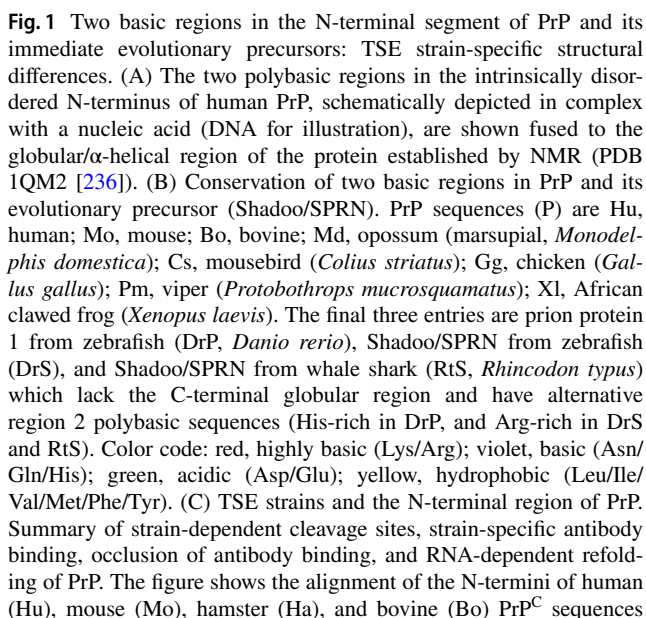 Fig. 1 Two basic regions in the N-terminal segment of PrP and its
immediate evolutionary precursors: TSE strain-specific structural
differences. (A) The two polybasic regions in the intrinsically disor-
dered N-terminus of human PrP, schematically depicted in complex
with a nucleic acid (DNA for illustration), are shown fused to the
globular/α-helical region of the protein established by NMR (PDB
1QM2 [236]). (B) Conservation of two basic regions in PrP and its
evolutionary precursor (Shadoo/SPRN). PrP sequences (P) are Hu,
human; Mo, mouse; Bo, bovine; Md, opossum (marsupial, Monodel-
phis domestica); Cs, mousebird (Colius striatus); Gg, chicken (Gal-
lus gallus); Pm, viper (Protobothrops mucrosquamatus); Xl, African
clawed frog (Xenopus laevis). The final three entries are prion protein
1 from zebrafish (DrP, Danio rerio), Shadoo/SPRN from zebrafish
(DrS), and Shadoo/SPRN from whale shark (RtS, Rhincodon typus)
which lack the C-terminal globular region and have alternative
region 2 polybasic sequences (His-rich in DrP, and Arg-rich in DrS
and RtS). Color code: red, highly basic (Lys/Arg); violet, basic (Asn/
Gln/His); green, acidic (Asp/Glu); yellow, hydrophobic (Leu/Ile/
Val/Met/Phe/Tyr). (C) TSE strains and the N-terminal region of PrP.
Summary of strain-dependent cleavage sites, strain-specific antibody
binding, occlusion of antibody binding, and RNA-dependent refold-
ing of PrP. The figure shows the alignment of the N-termini of human
(Hu), mouse (Mo), hamster (Ha), and bovine (Bo) PrPC sequences